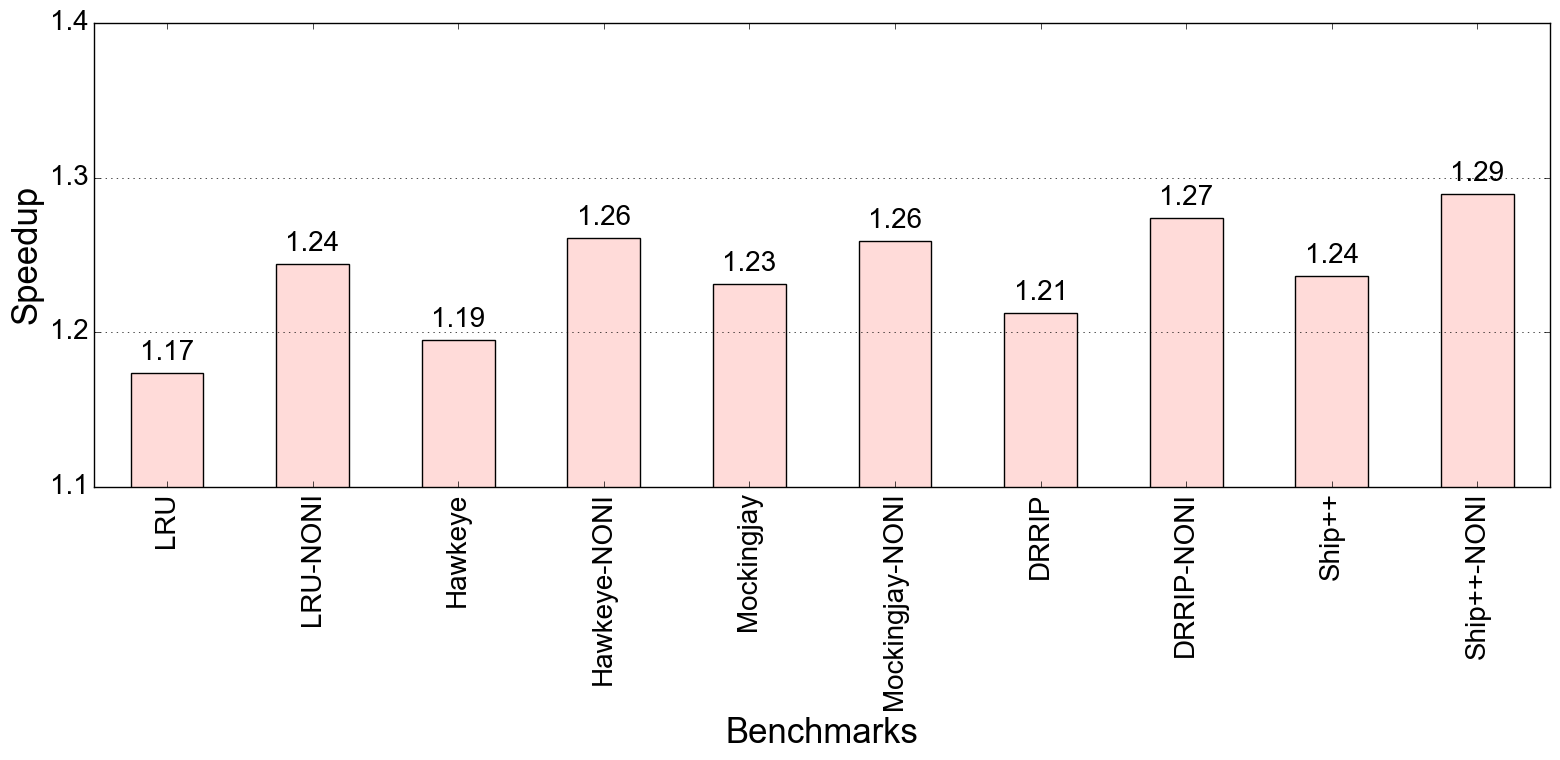 1.4
1.3
1.2
1.1
Speedup
1.17
1.24
1.19
1.26
1.23
1.26
1.21
1.27
1.24
1.29
LRU
LRU-NONI
Hawkeye
Hawkeye-NONI
Mockingjay
Mockingjay-NONI
DRRIP
DRRIP-NONI
Ship++
Ship++-NONI
Benchmarks